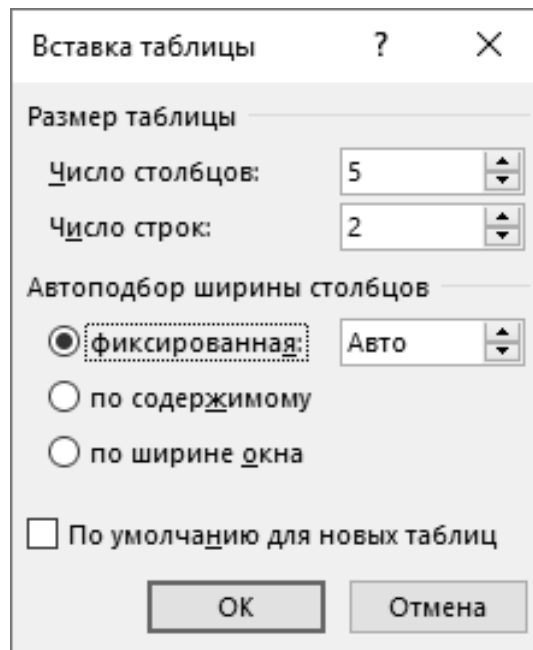 Вставка таблицы ?
Размер таблицы
Число столбцов: 5
Число строк: 2
Автоподбор ширины столбцов
фиксированная: Авто
по содержимому
по ширине окна
По умолчанию для новых таблиц
ОК Отмена